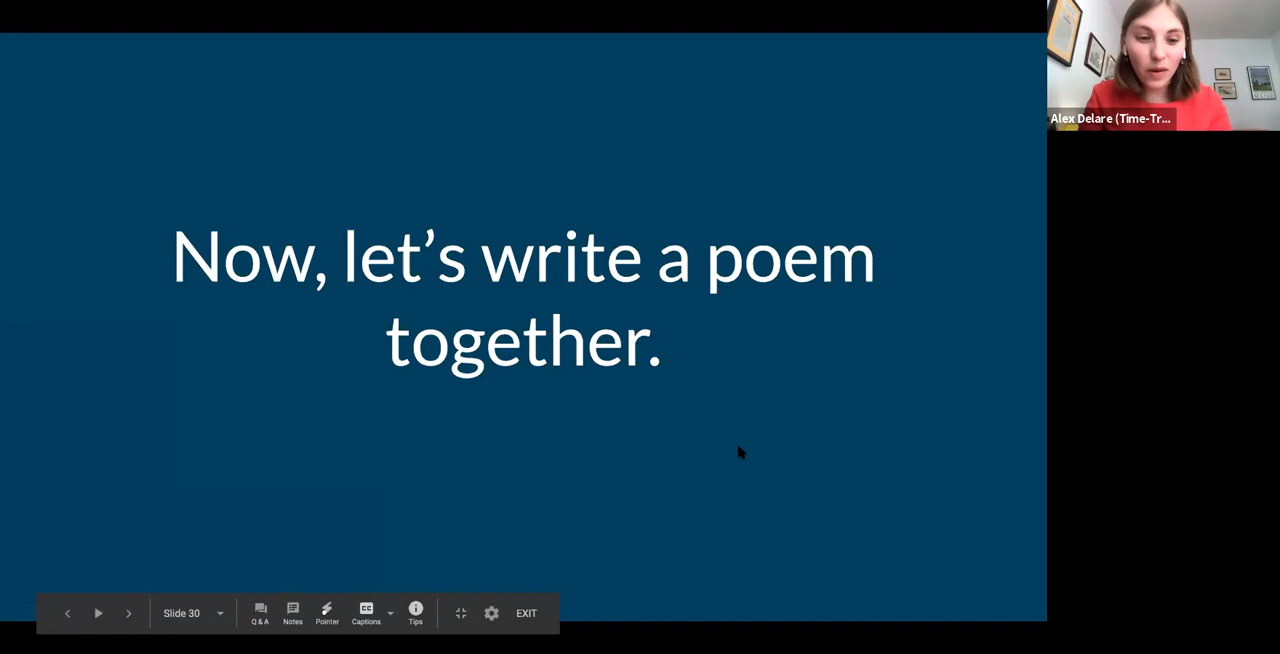 Now, let’s write a poem
together.
Alex Delare (Time-Tr...
Slide 30
Q & A
Notes
Pointer
Captions
Tips
EXIT